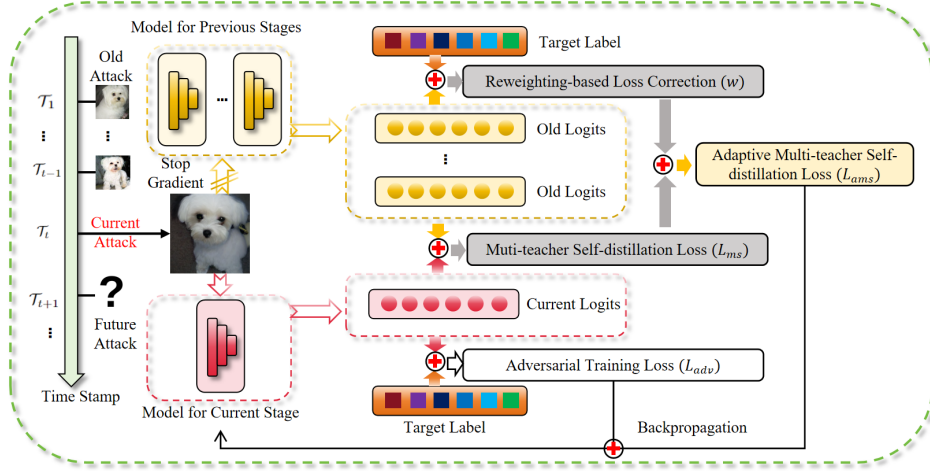 Model for Previous Stages
Target Label
Old
Attack
Reweighting-based Loss Correction (w)
𝒯1
...
Old Logits
⋮
⋮
⋮
Adaptive Multi-teacher Self-
distillation Loss (Lams)
𝒯t−1
Stop
Gradient
Old Logits
𝒯t
Current
Attack
Muti-teacher Self-distillation Loss (Lms)
𝒯t+1
?
Current Logits
Future
Attack
⋮
Adversarial Training Loss (Ladv)
Time Stamp
Model for Current Stage
Target Label
Backpropagation